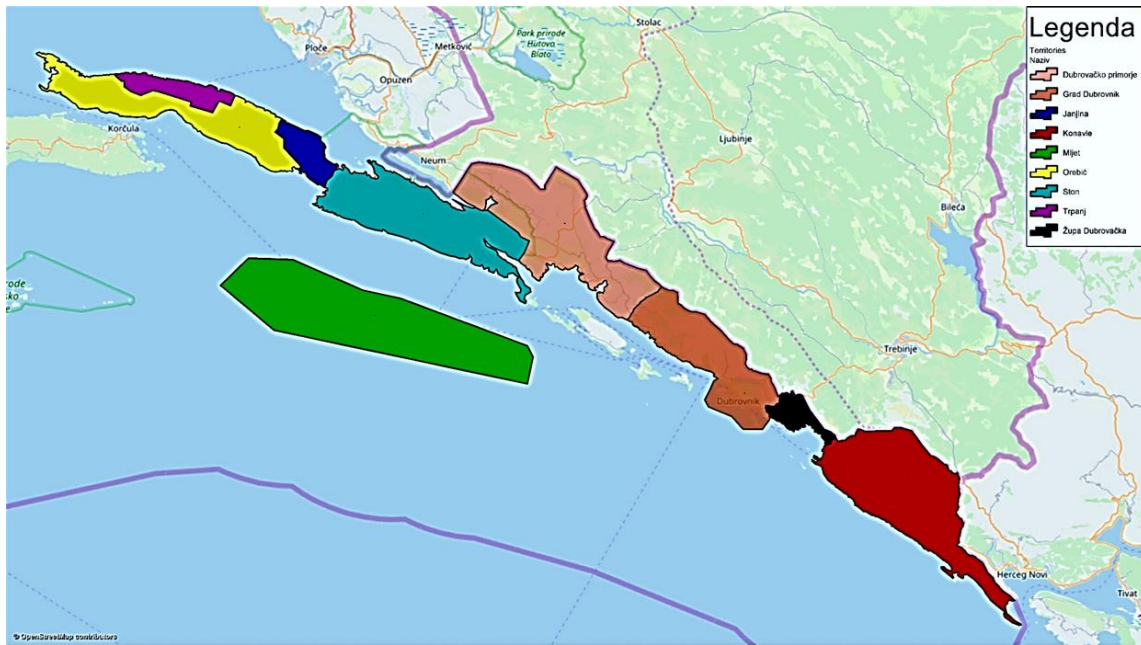 Legenda
Territories
Naziv
Dubrovačko primorje
Grad Dubrovnik
Janjina
Konavle
Mljet
Orebić
Ston
Trpanj
Župa Dubrovačka
Stolac
Park prirode
Hutovo
Blato
Ploče
Metković
Opuzen
Korčula
Ljubinje
Neum
Bileća
Trebinje
Dubrovnik
Herceg Novi
Tivat
© OpenStreetMap contributors